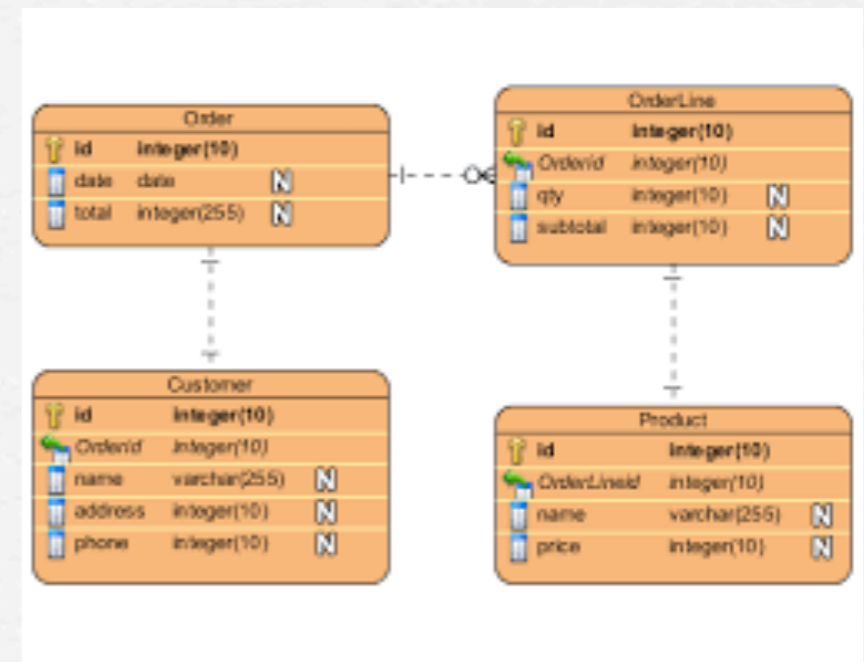 Order
id integer(10)
date date N
total integer(255) N
OrderLine
id integer(10)
Orderid integer(10)
qty integer(10) N
subtotal integer(10) N
Customer
id integer(10)
Orderid integer(10)
name varchar(255) N
address integer(10) N
phone integer(10) N
Product
id integer(10)
OrderLineid integer(10)
name varchar(255) N
price integer(10) N